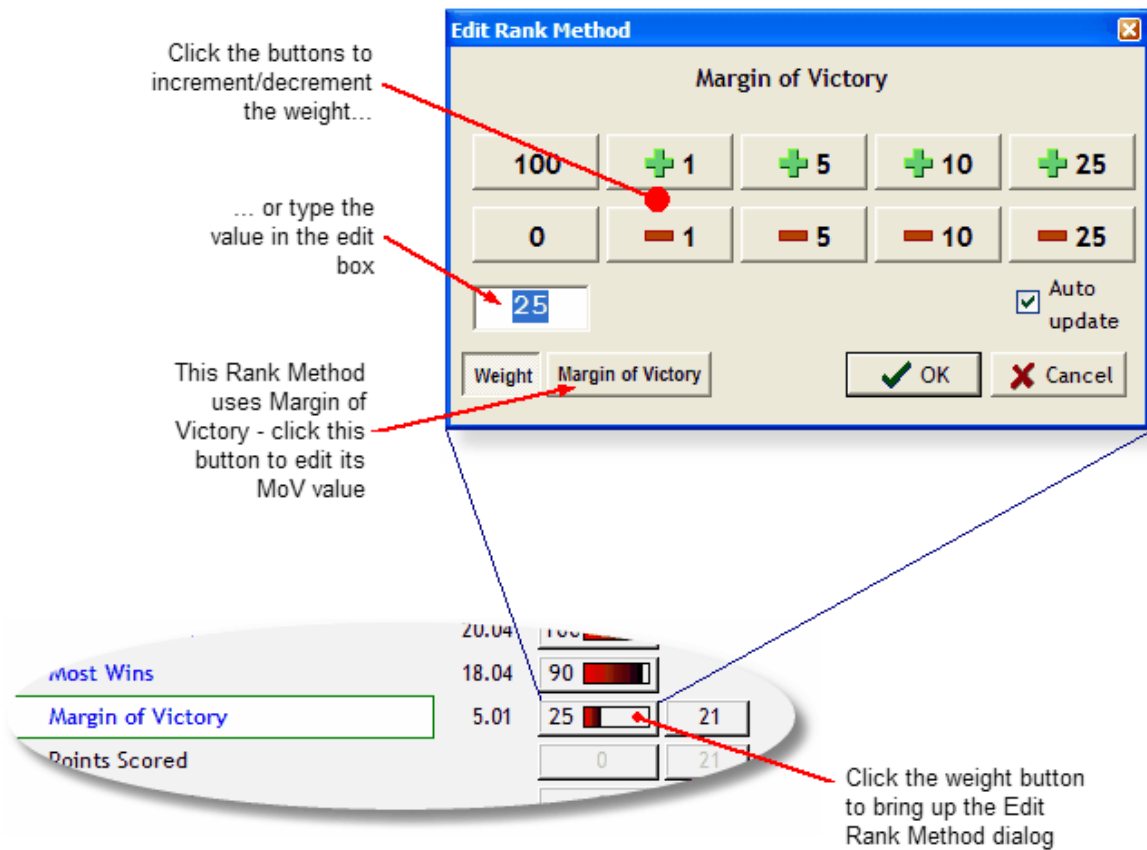 Edit Rank Method
Margin of Victory
Click the buttons to
increment/decrement
the weight...
100 1 5 10 25
0 1 5 10 25
... or type the
value in the edit
box
25
Auto
update
Weight Margin of Victory OK Cancel
This Rank Method
uses Margin of
Victory - click this
button to edit its
MoV value
20.04 100
Most Wins 18.04 90
Margin of Victory 5.01 25 21
Points Scored 0 21
Click the weight button
to bring up the Edit
Rank Method dialog